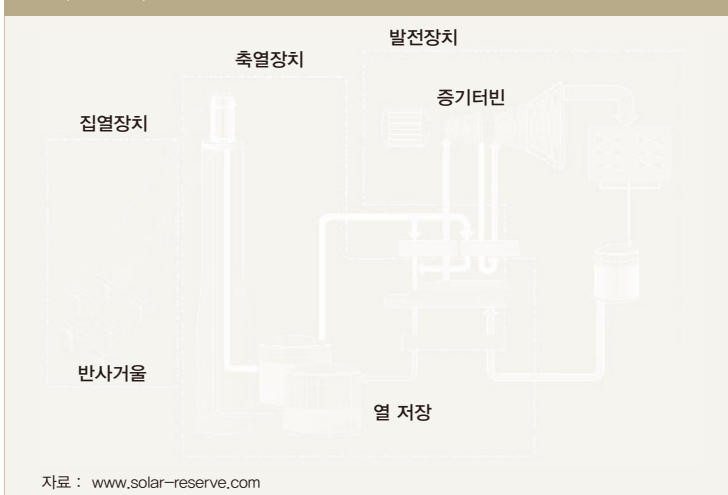 발전장치
축열장치
증기터빈
집열장치
반사거울
열 저장
자료 : www.solar-reserve.com